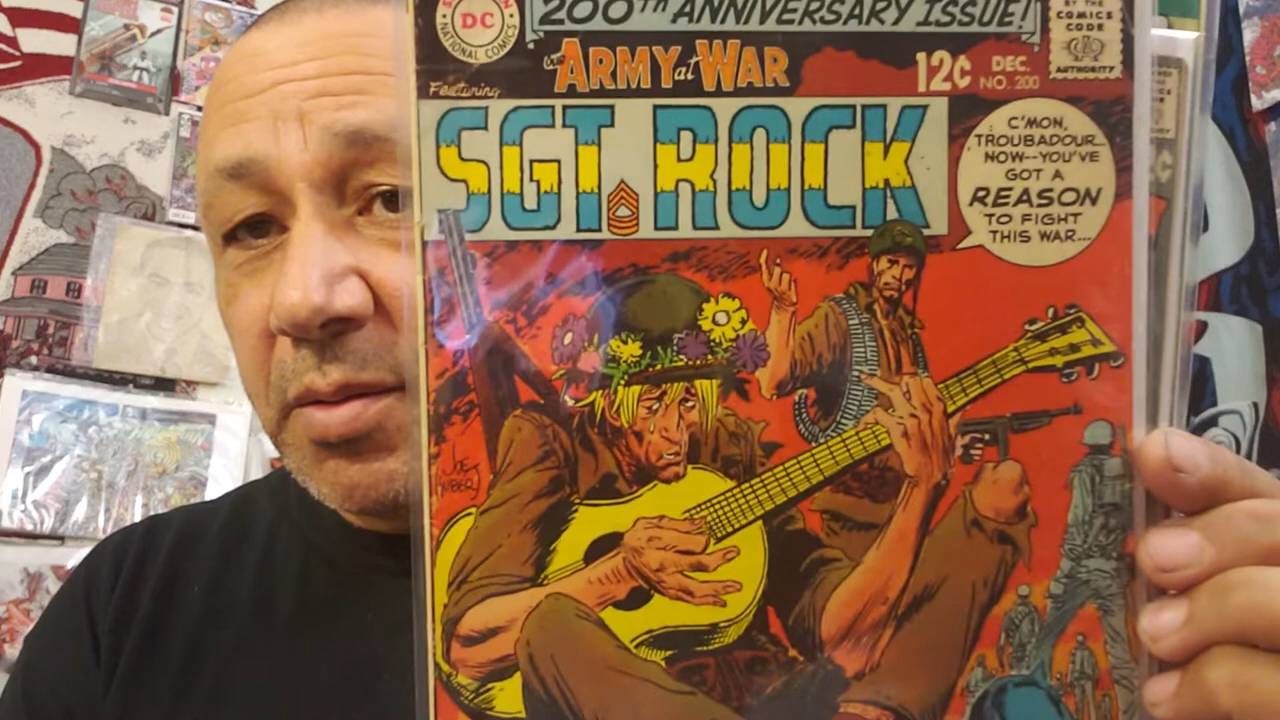 200TH ANNIVERSARY ISSUE!
DC
NATIONAL COMICS
BY THE
COMICS
CODE
AUTHORITY
OUR ARMY at WAR
12¢ DEC.
NO. 200
Featuring
SGT. ROCK
C'MON,
TROUBADOUR...
NOW--YOU'VE
GOT A
REASON
TO FIGHT
THIS WAR...
JOE
KUBERT